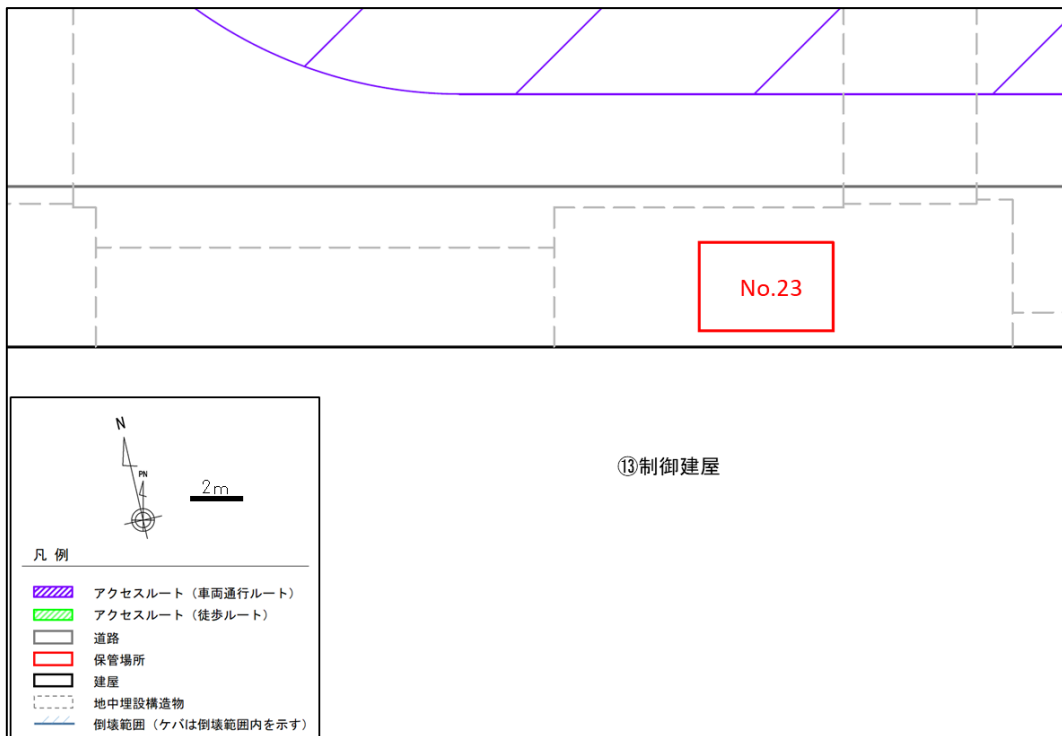 No.23
⑬制御建屋
N
PN
2m
凡 例
アクセスルート（車両通行ルート）
アクセスルート（徒歩ルート）
道路
保管場所
建屋
地中埋設構造物
倒壊範囲（ケバは倒壊範囲内を示す）